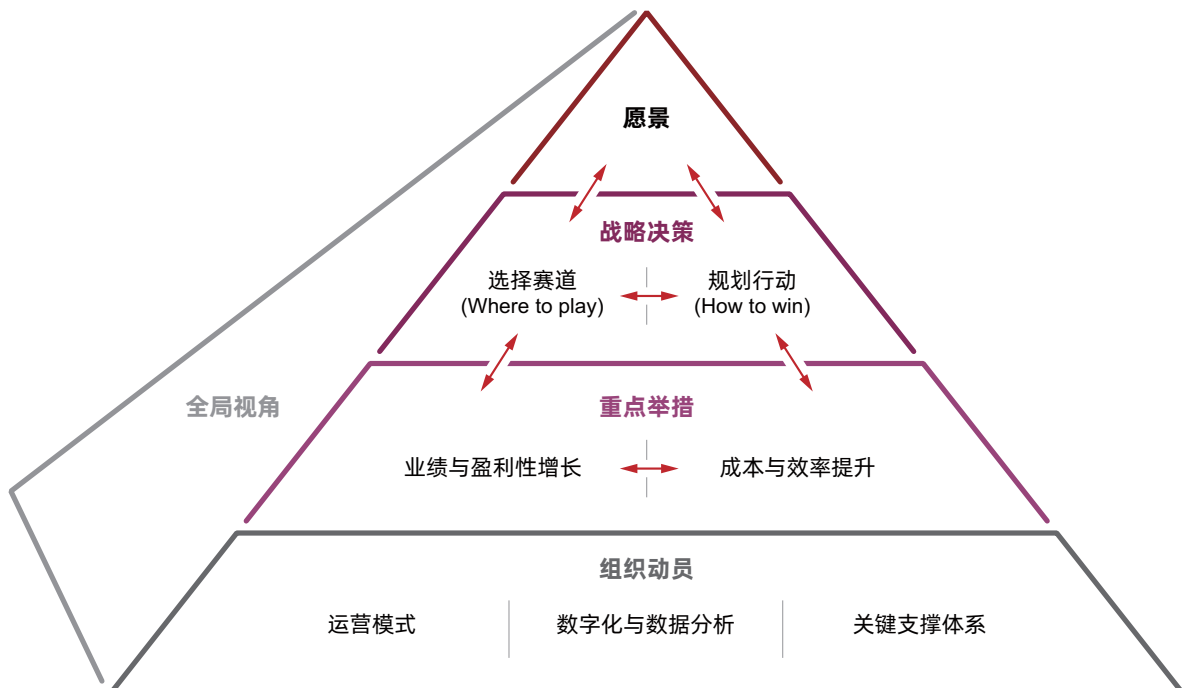 愿景
战略决策
选择赛道
(Where to play)
规划行动
(How to win)
全局视角
重点举措
业绩与盈利性增长
成本与效率提升
组织动员
运营模式
数字化与数据分析
关键支撑体系